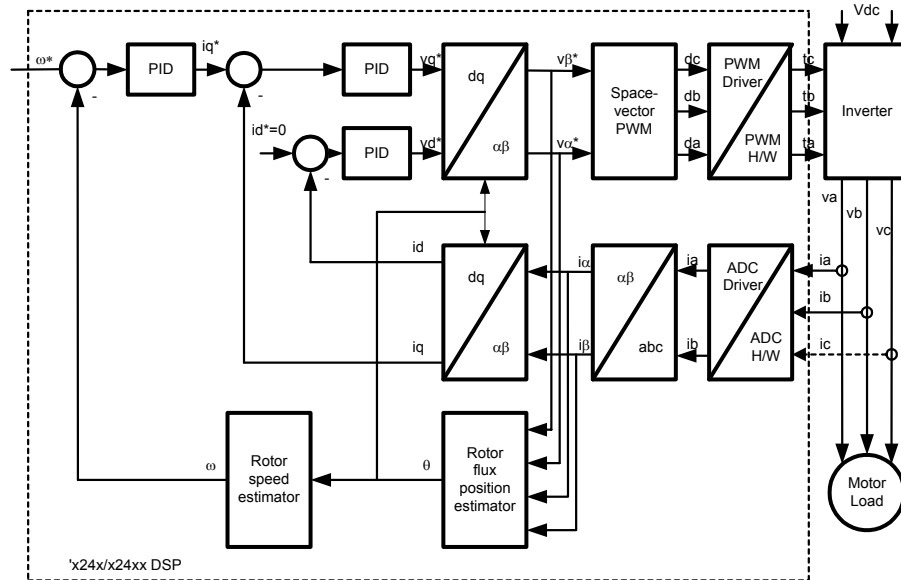 Vdc
ω*
PID
iq*
PID
vq*
dq
αβ
vβ*
Space-
vector
PWM
dc
db
da
PWM
Driver
PWM
H/W
tc
tb
ta
Inverter
-
-
id*=0
-
PID
vd*
vα*
va
vb
vc
id
dq
αβ
iα
αβ
abc
ia
ADC
Driver
ADC
H/W
ia
ib
ic
iq
iβ
ib
ω
Rotor
speed
estimator
θ
Rotor
flux
position
estimator
Motor
Load
'x24x/x24xx DSP